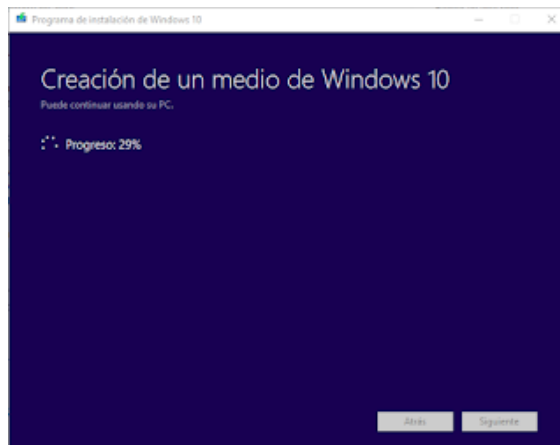 Programa de instalación de Windows 10
Creación de un medio de Windows 10
Puede continuar usando su PC.
Progreso: 29%
Atrás
Siguiente